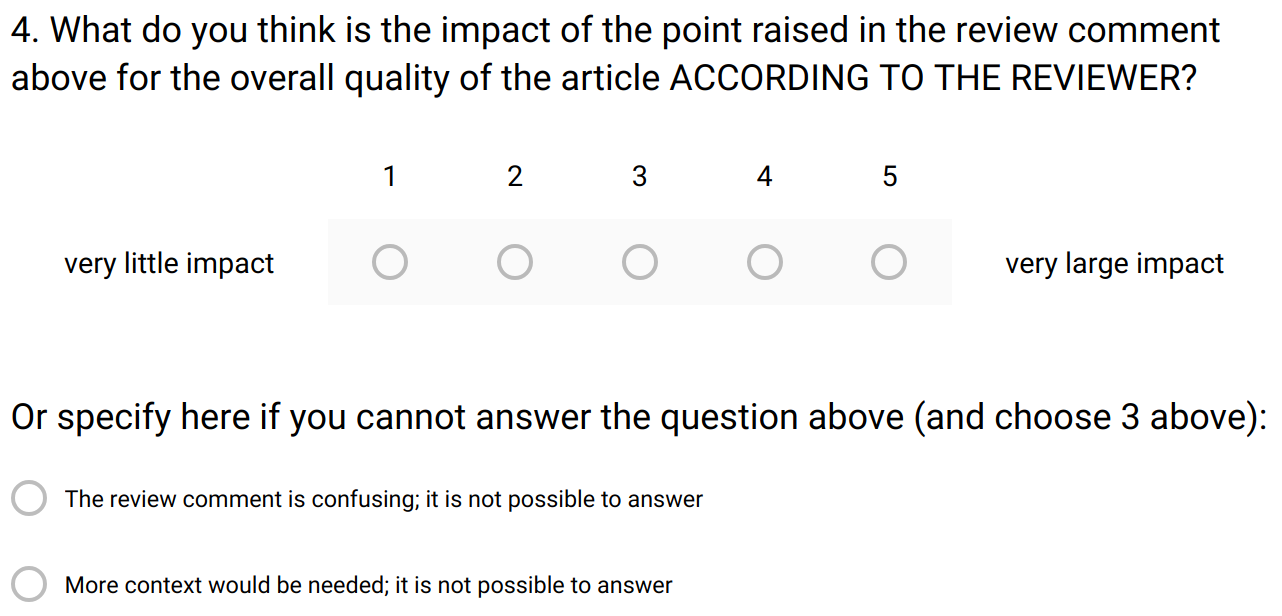 4. What do you think is the impact of the point raised in the review comment
above for the overall quality of the article ACCORDING TO THE REVIEWER?
1 2 3 4 5
very little impact very large impact
Or specify here if you cannot answer the question above (and choose 3 above):
The review comment is confusing; it is not possible to answer
More context would be needed; it is not possible to answer